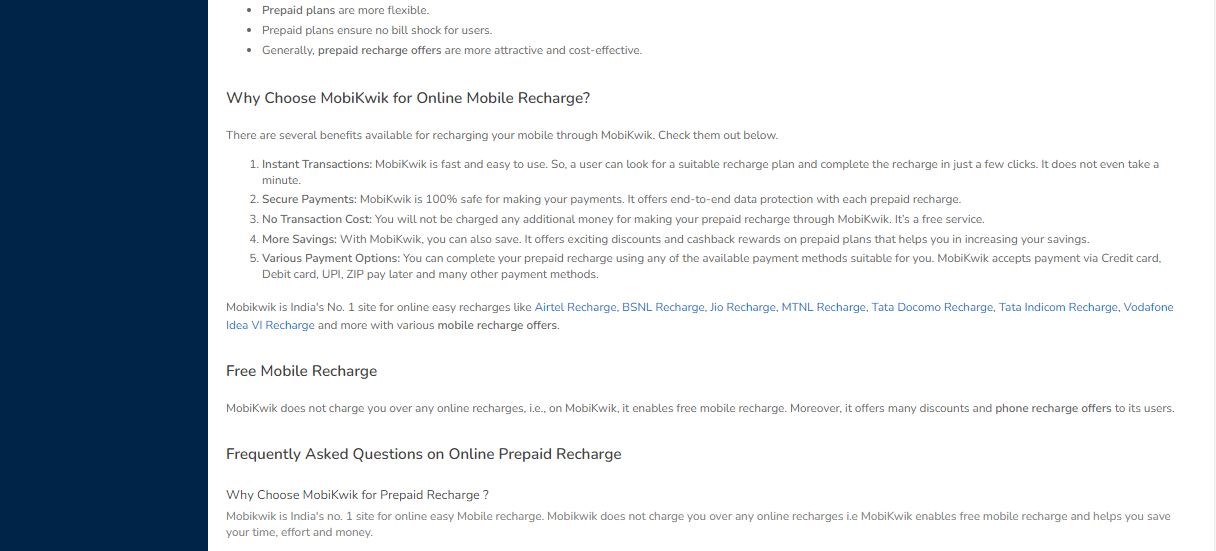 Prepaid plans are more flexible.
Prepaid plans ensure no bill shock for users.
Generally, prepaid recharge offers are more attractive and cost-effective.
Why Choose MobiKwik for Online Mobile Recharge?
There are several benefits available for recharging your mobile through MobiKwik. Check them out below.
1. Instant Transactions: MobiKwik is fast and easy to use. So, a user can look for a suitable recharge plan and complete the recharge in just a few clicks. It does not even take a
minute.
2. Secure Payments: MobiKwik is 100% safe for making your payments. It offers end-to-end data protection with each prepaid recharge.
3. No Transaction Cost: You will not be charged any additional money for making your prepaid recharge through MobiKwik. It’s a free service.
4. More Savings: With MobiKwik, you can also save. It offers exciting discounts and cashback rewards on prepaid plans that helps you in increasing your savings.
5. Various Payment Options: You can complete your prepaid recharge using any of the available payment methods suitable for you. MobiKwik accepts payment via Credit card,
Debit card, UPI, ZIP pay later and many other payment methods.
Mobikwik is India's No. 1 site for online easy recharges like Airtel Recharge, BSNL Recharge, Jio Recharge, MTNL Recharge, Tata Docomo Recharge, Tata Indicom Recharge, Vodafone
Idea VI Recharge and more with various mobile recharge offers.
Free Mobile Recharge
MobiKwik does not charge you over any online recharges, i.e., on MobiKwik, it enables free mobile recharge. Moreover, it offers many discounts and phone recharge offers to its users.
Frequently Asked Questions on Online Prepaid Recharge
Why Choose MobiKwik for Prepaid Recharge ?
Mobikwik is India's no. 1 site for online easy Mobile recharge. Mobikwik does not charge you over any online recharges i.e MobiKwik enables free mobile recharge and helps you save
your time, effort and money.